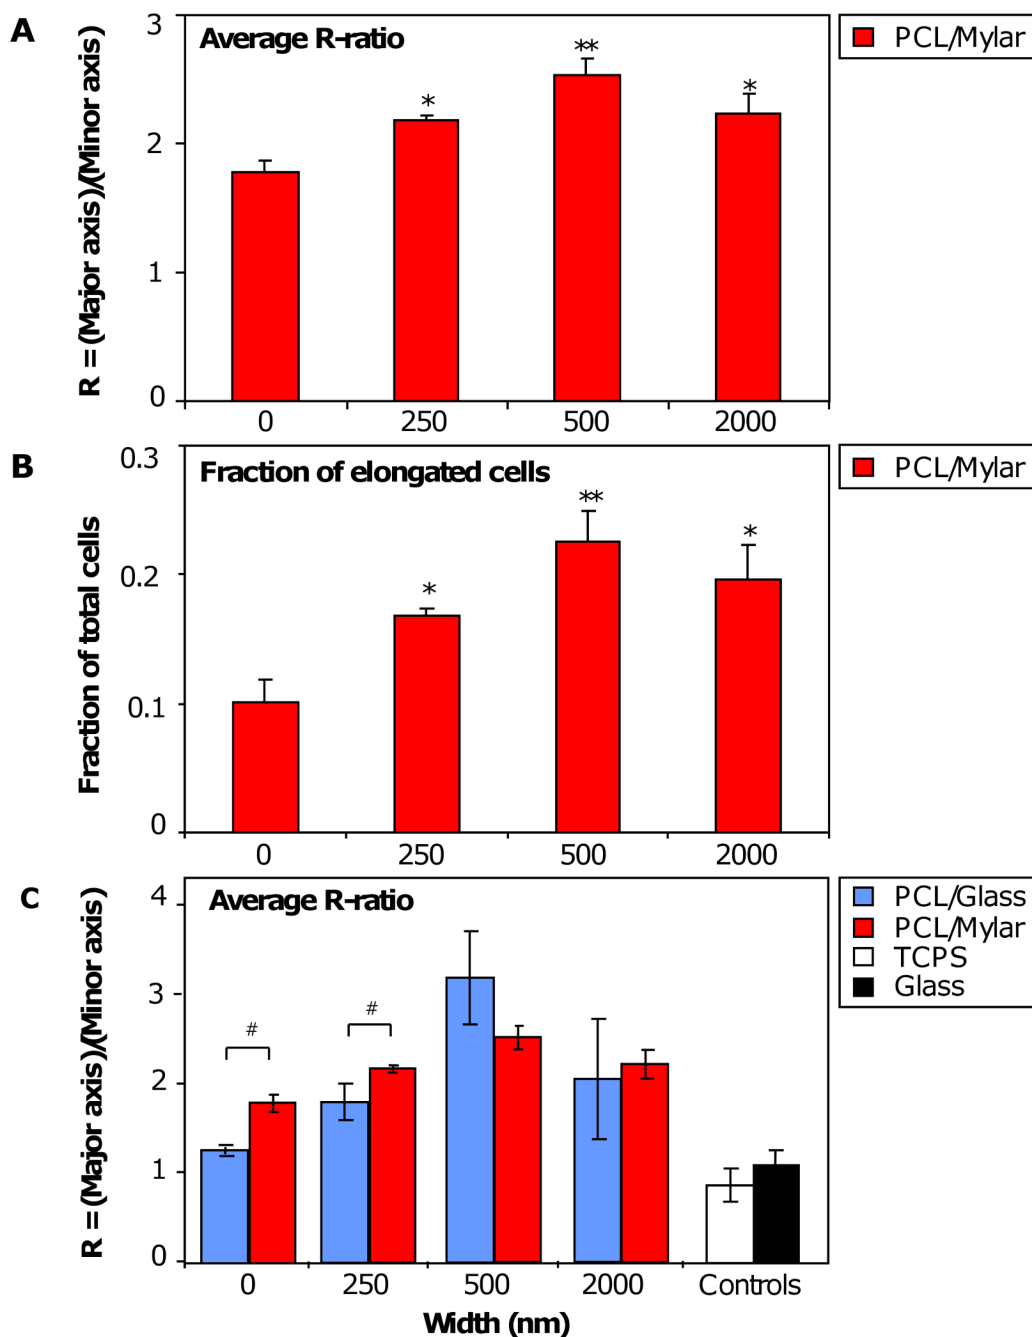 A
Average R-ratio
PCL/Mylar
R = (Major axis)/(Minor axis)
3
2
1
0
*
**
*
0 250 500 2000
B
Fraction of elongated cells
PCL/Mylar
Fraction of total cells
0.3
0.2
0.1
0
*
**
*
0 250 500 2000
C
Average R-ratio
PCL/Glass
PCL/Mylar
TCPS
Glass
R = (Major axis)/(Minor axis)
4
3
2
1
0
# #
0 250 500 2000 Controls
Width (nm)